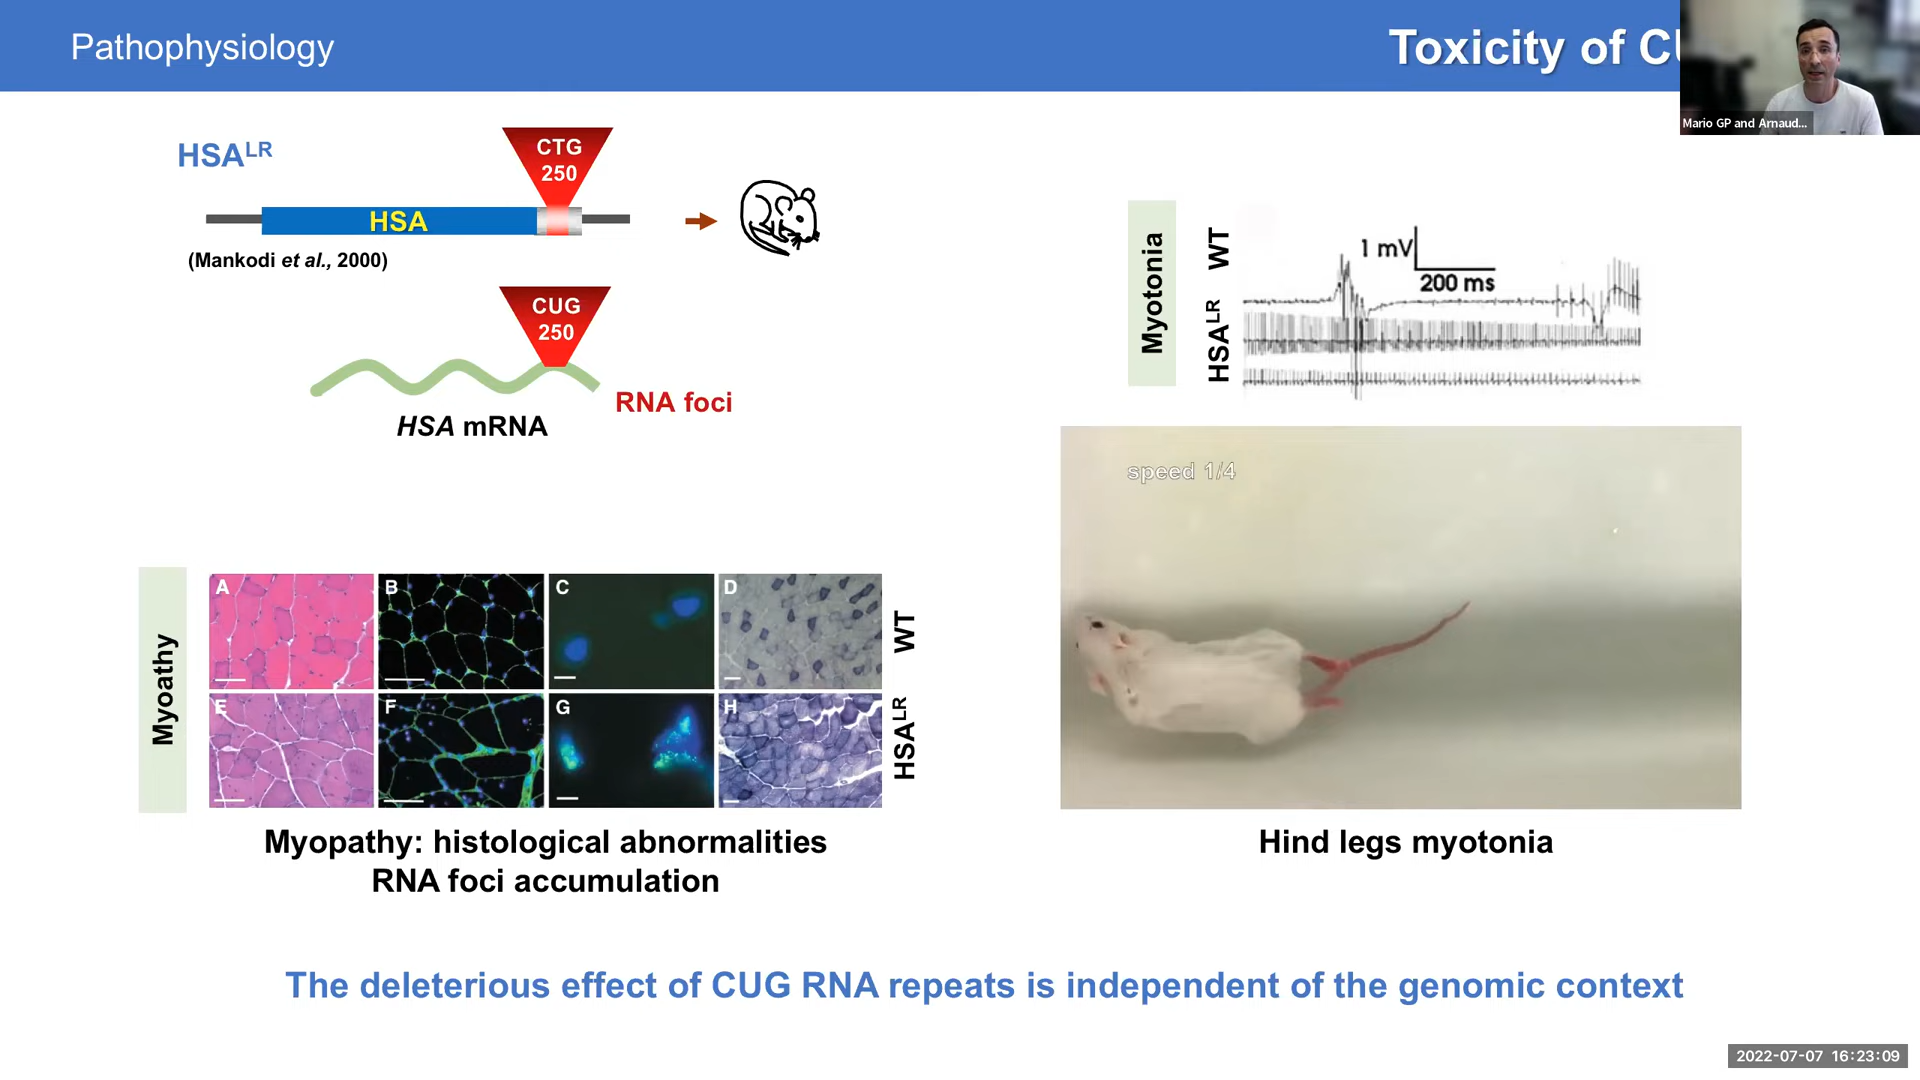 Pathophysiology
Toxicity of
Mario GP and Arnaud...
HSALR
CTG
250
HSA
(Mankodi et al., 2000)
CUG
250
RNA foci
HSA mRNA
Myotonia
WT
HSALR
1 mV
200 ms
speed 1/4
Myoathy
A
B
C
D
E
F
G
H
WT
HSALR
Myopathy: histological abnormalities
RNA foci accumulation
Hind legs myotonia
The deleterious effect of CUG RNA repeats is independent of the genomic context
2022-07-07 16:23:09